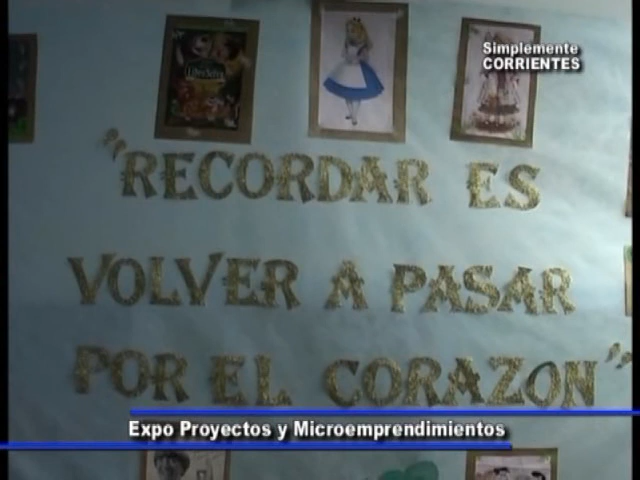 Simplemente
CORRIENTES
"RECORDAR ES
VOLVER A PASAR
POR EL CORAZON"
Expo Proyectos y Microemprendimientos